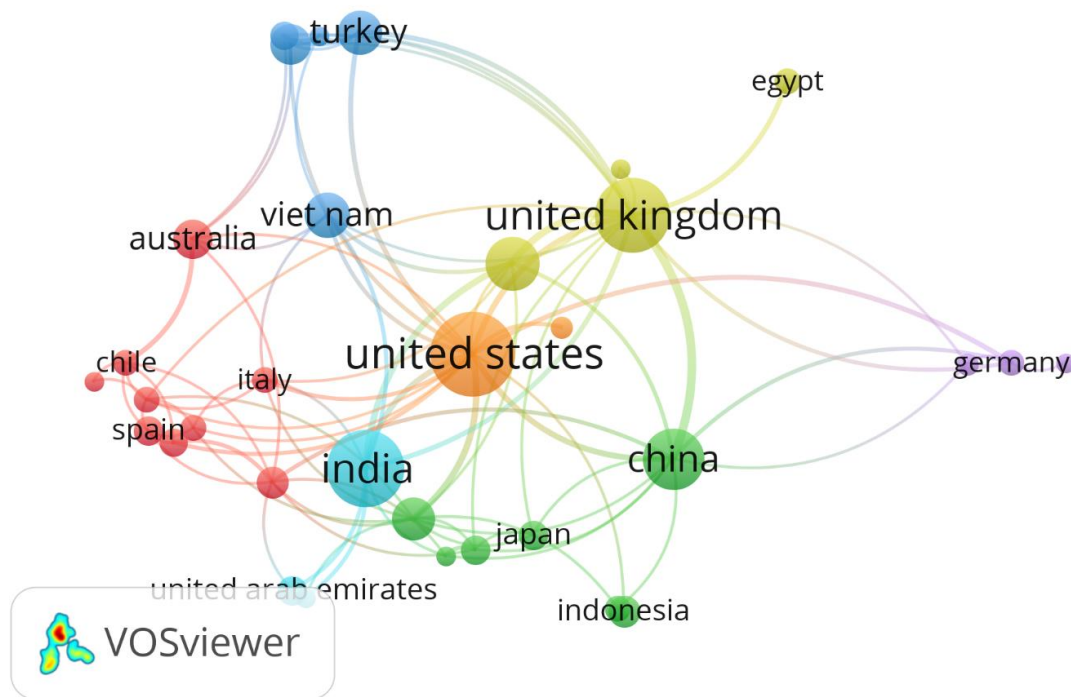 turkey
egypt
viet nam
united kingdom
australia
united states
chile
italy
germany
spain
india
china
japan
united arab emirates
indonesia
VOSviewer